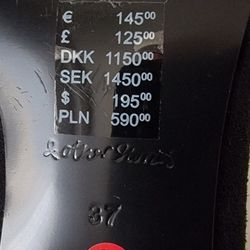 € 145⁰⁰
£ 125⁰⁰
DKK 1150⁰⁰
SEK 1450⁰⁰
$ 195⁰⁰
PLN 590⁰⁰
37